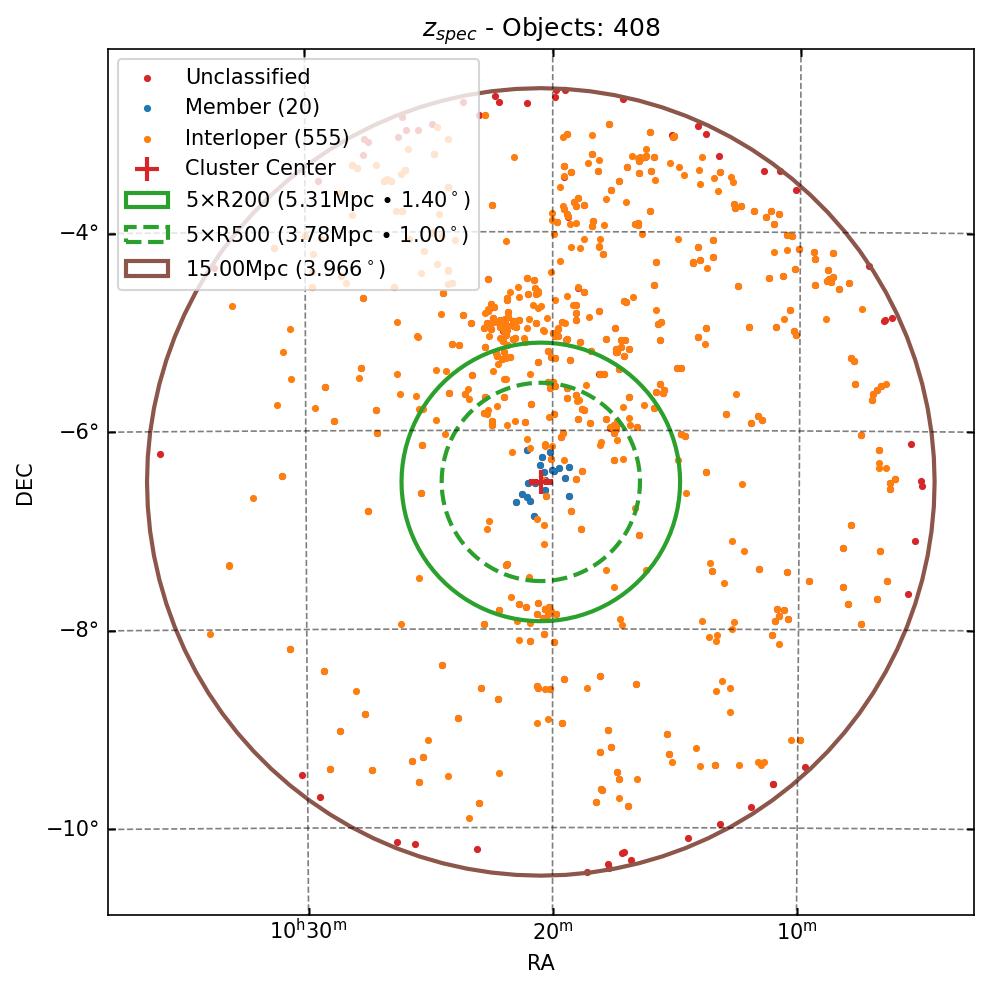 z_spec - Objects: 408
Unclassified
Member (20)
Interloper (555)
Cluster Center
5×R200 (5.31Mpc • 1.40°)
5×R500 (3.78Mpc • 1.00°)
15.00Mpc (3.966°)
−4°
−6°
−8°
−10°
DEC
10ʰ30ᵐ 20ᵐ 10ᵐ
RA